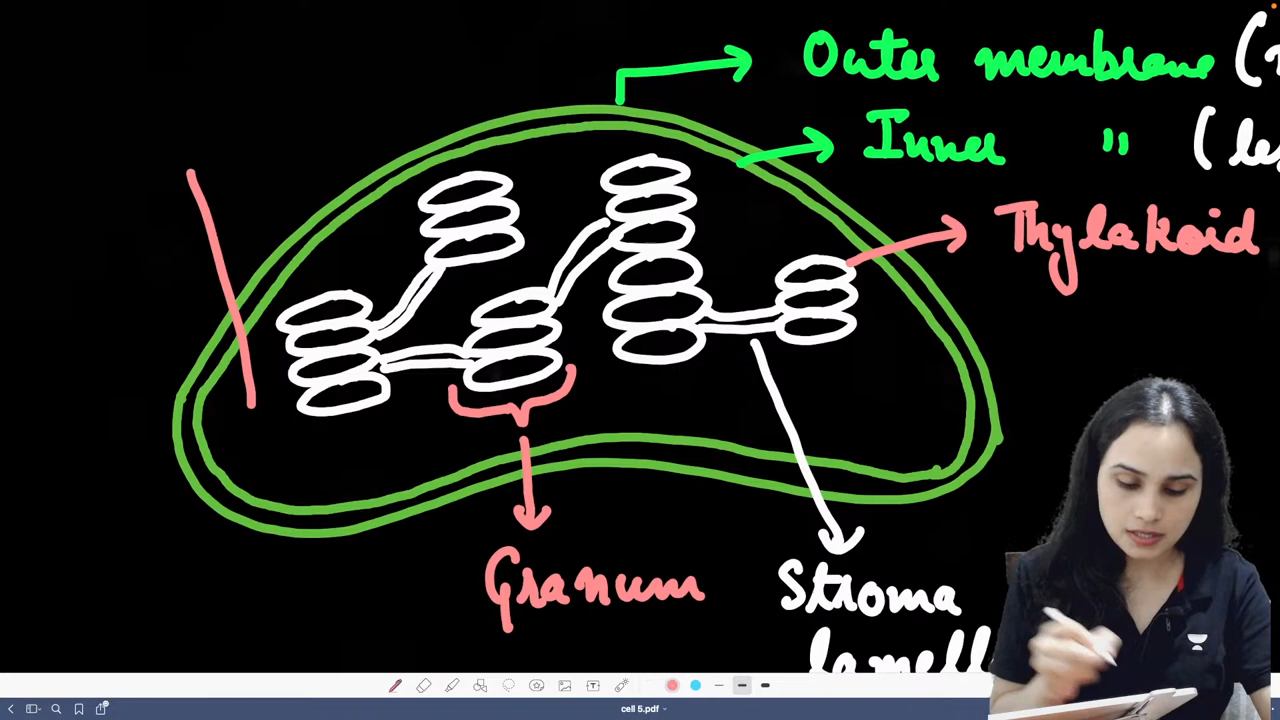 Outer membrane (
Inner " (
Thylakoid
Granum
Stroma
cell 5.pdf